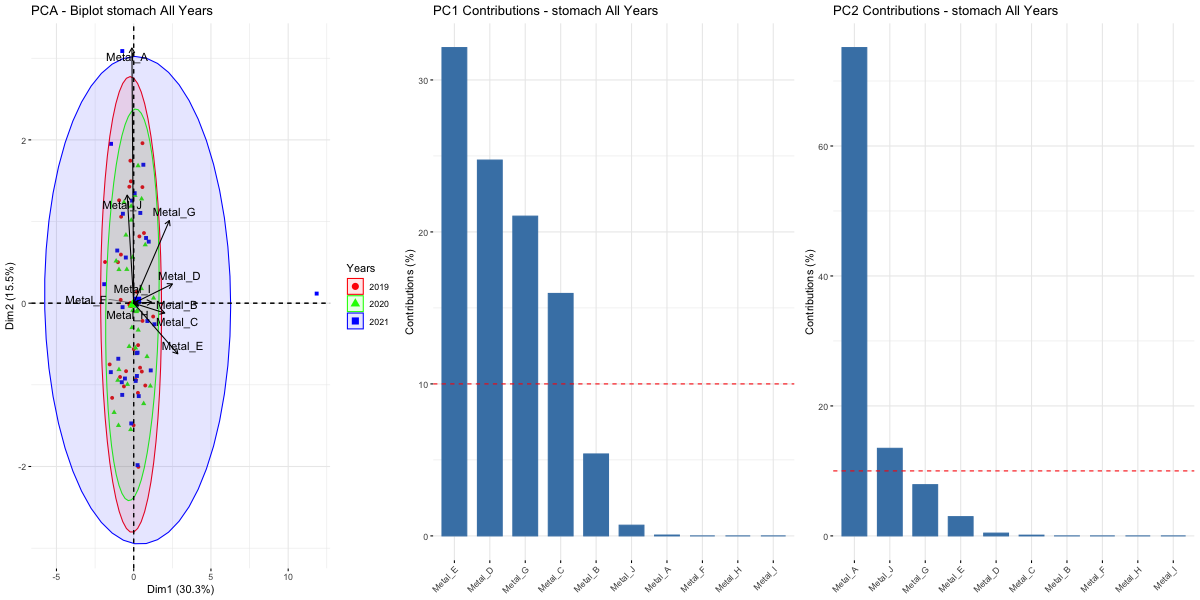 PCA - Biplot stomach All Years
Metal_A
Metal_J
Metal_G
Metal_D
Metal_I
Metal_F
Metal_B
Metal_H
Metal_C
Metal_E
2
0
-2
-5
0
5
10
Dim1 (30.3%)
Dim2 (15.5%)
Years
2019
2020
2021
PC1 Contributions - stomach All Years
Contributions (%)
30
20
10
0
Metal_E
Metal_D
Metal_G
Metal_C
Metal_B
Metal_J
Metal_A
Metal_F
Metal_H
Metal_I
PC2 Contributions - stomach All Years
Contributions (%)
60
40
20
0
Metal_A
Metal_J
Metal_G
Metal_E
Metal_D
Metal_C
Metal_B
Metal_F
Metal_H
Metal_I